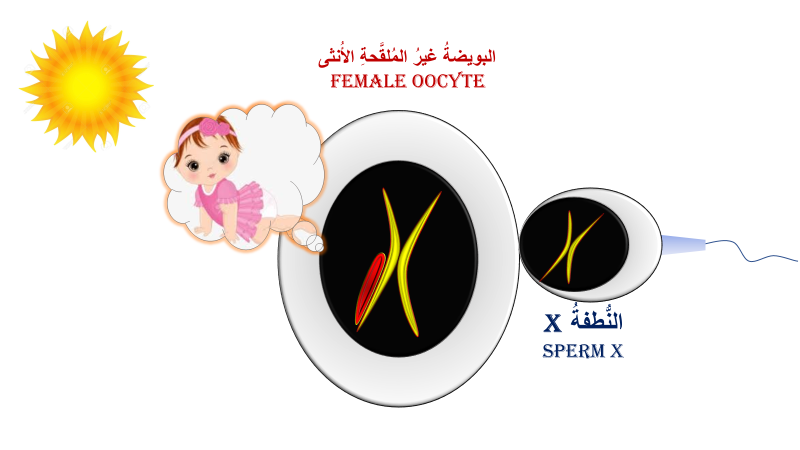 البويضةُ غيرُ المُلقَّحةِ الأُنثى
FEMALE OOCYTE
النُّطفةُ X
SPERM X